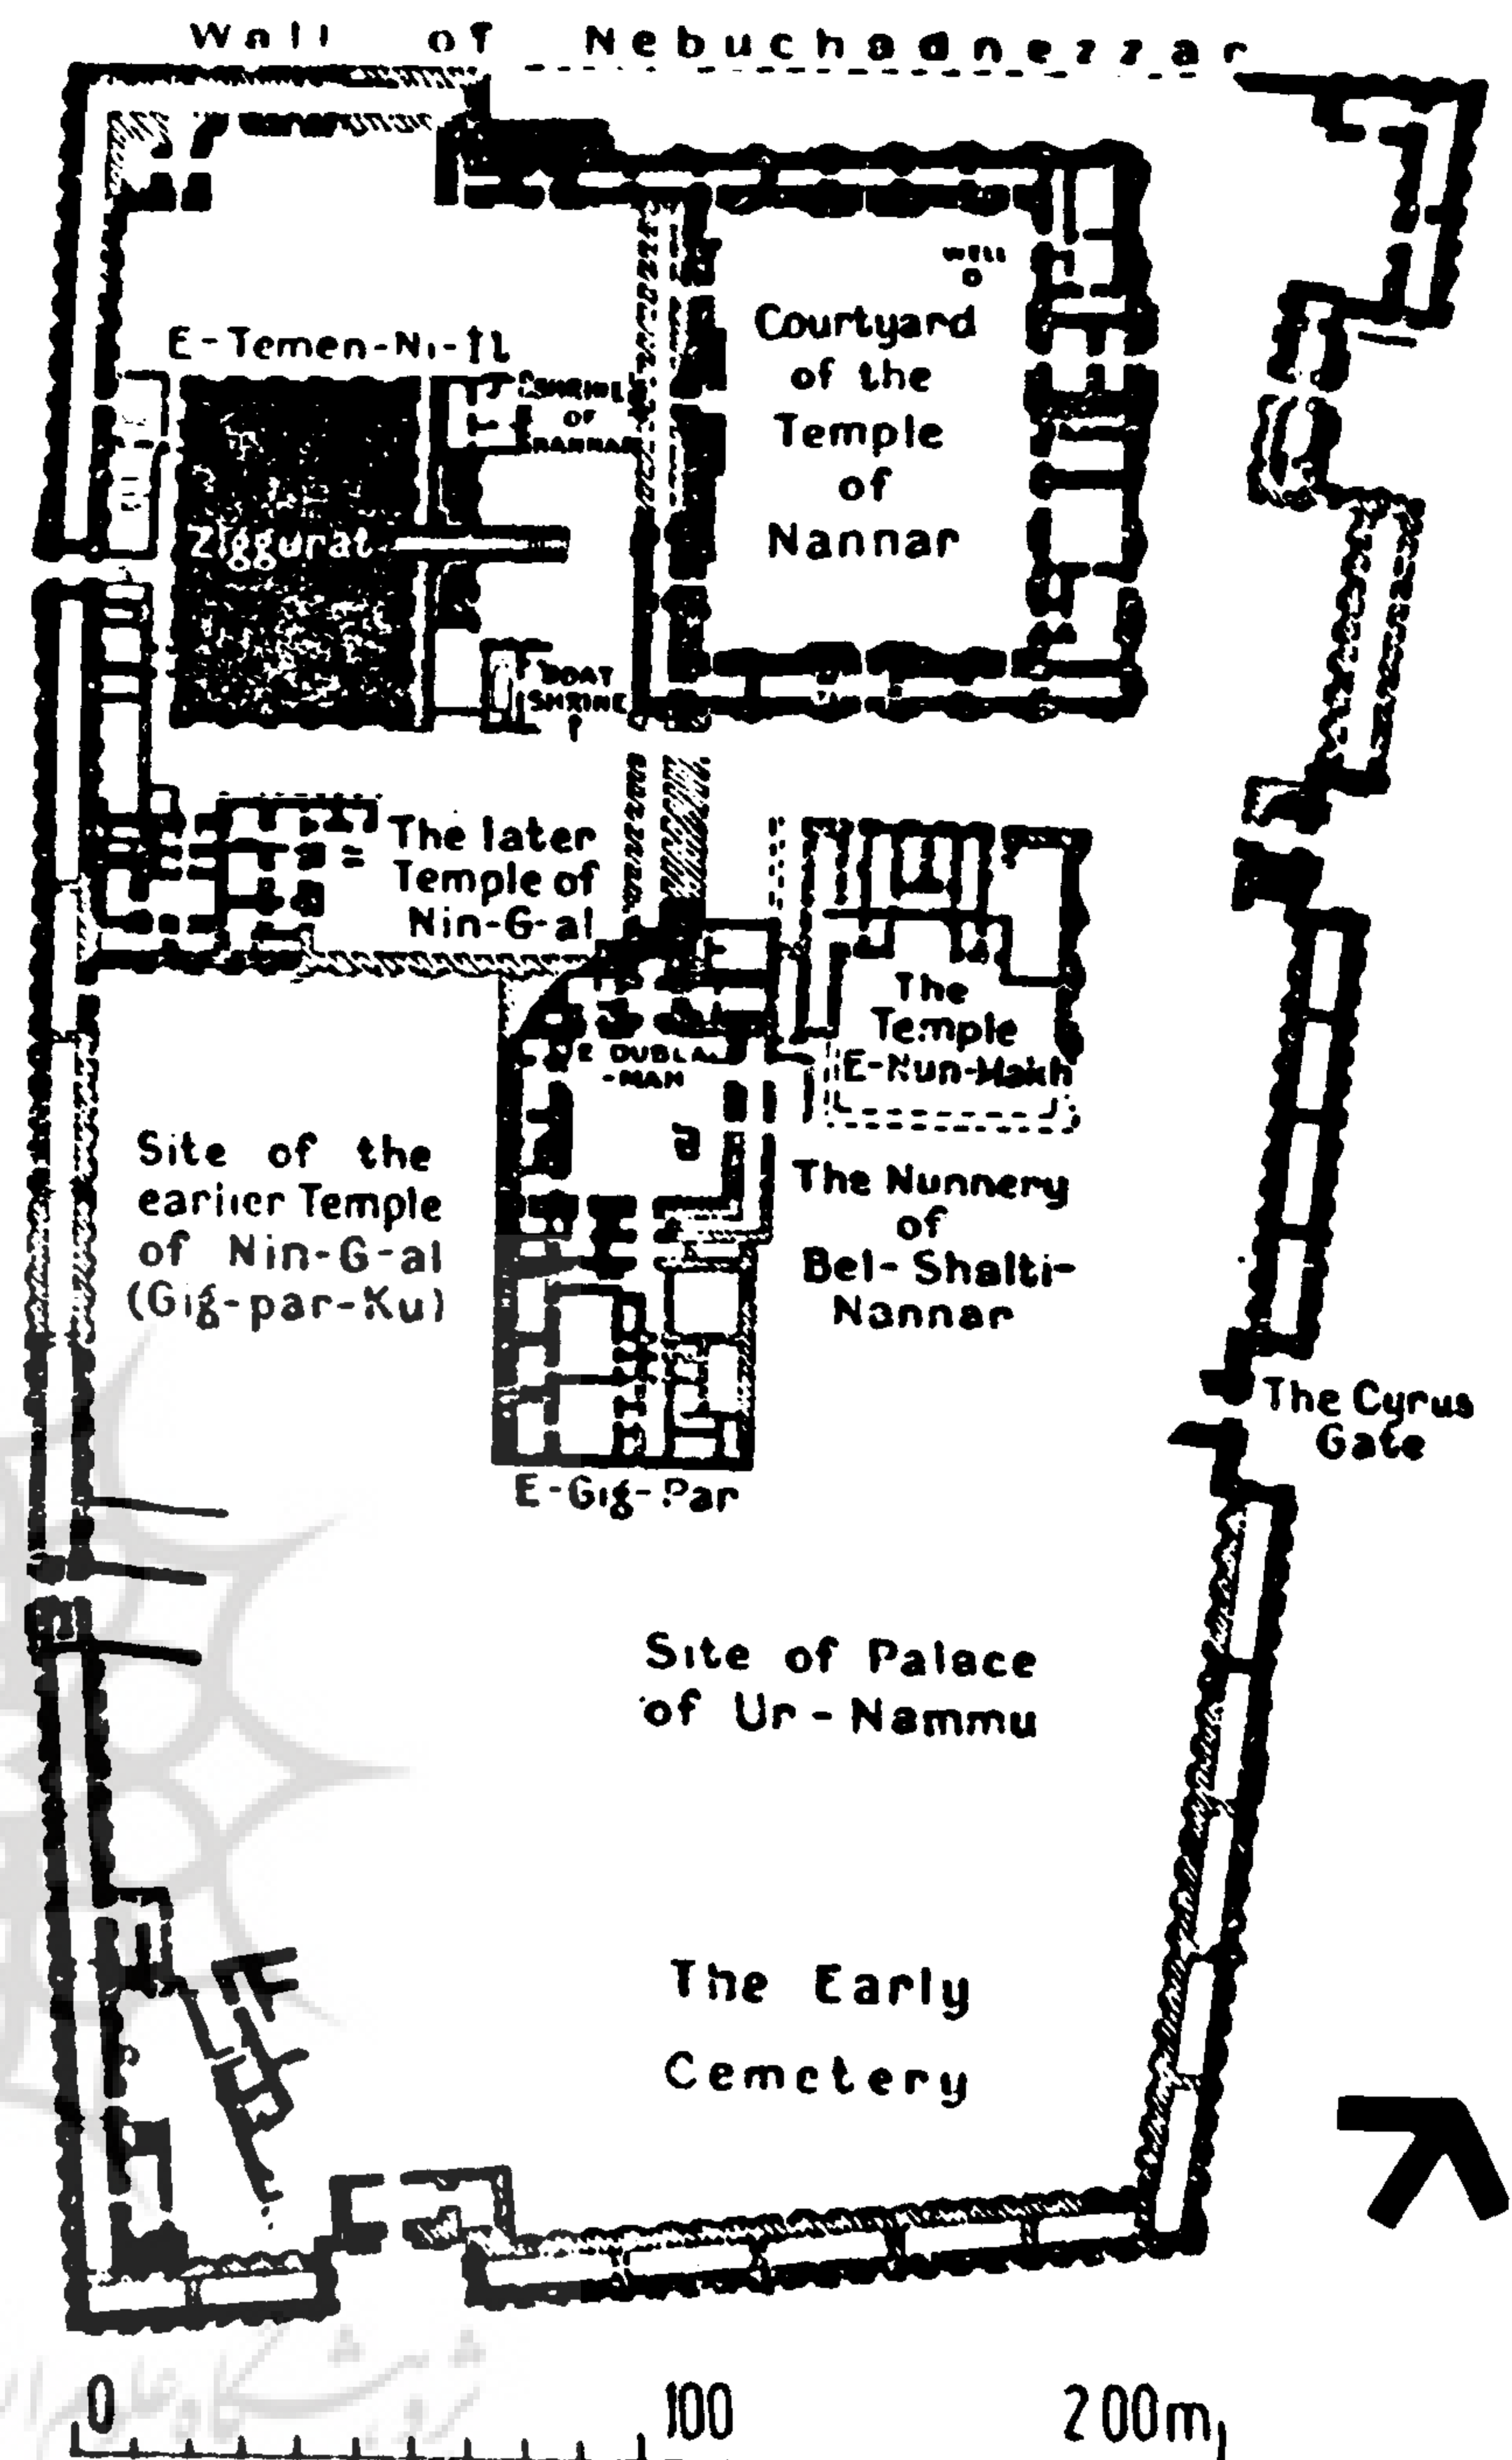 Wall of Nebuchadnezzar
WELL
E-Temen-Ni-Il
SHRINE
OF
NANNAR
Courtyard
of the
Temple
of
Nannar
Ziggurat
BOAT
SHRINE
The later
Temple of
Nin-G-al
E DUBLA
-MAH
The
Temple
E-Nun-Makh
Site of the
earlier Temple
of Nin-G-al
(Gig-par-Ku)
The Nunnery
of
Bel-Shalti-
Nannar
The Cyrus
Gate
E-Gig-Par
Site of Palace
of Ur-Nammu
The Early
Cemetery
0 100 200m